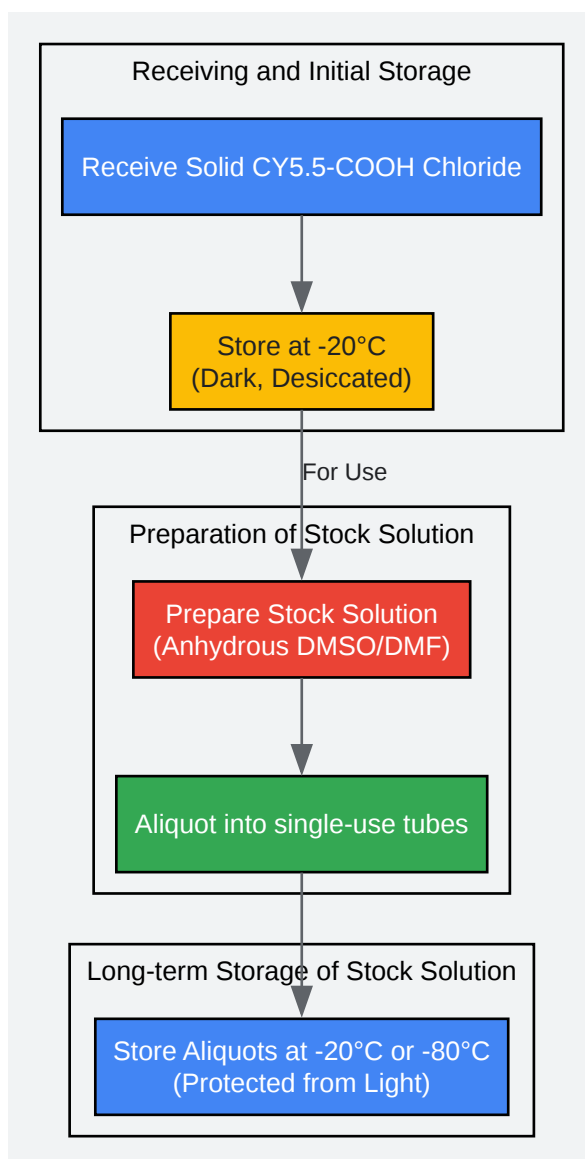 Receiving and Initial Storage
Receive Solid CY5.5-COOH Chloride
Store at -20°C
(Dark, Desiccated)
For Use
Preparation of Stock Solution
Prepare Stock Solution
(Anhydrous DMSO/DMF)
Aliquot into single-use tubes
Long-term Storage of Stock Solution
Store Aliquots at -20°C or -80°C
(Protected from Light)